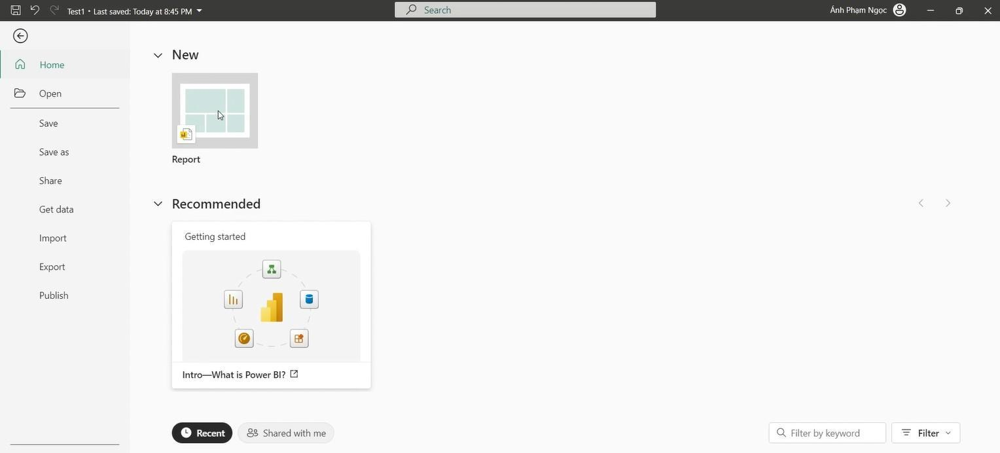 Test1 • Last saved: Today at 8:45 PM
Search
Ánh Phạm Ngọc
Home
Open
Save
Save as
Share
Get data
Import
Export
Publish
New
Report
Recommended
Getting started
Intro—What is Power BI?
Recent
Shared with me
Filter by keyword
Filter